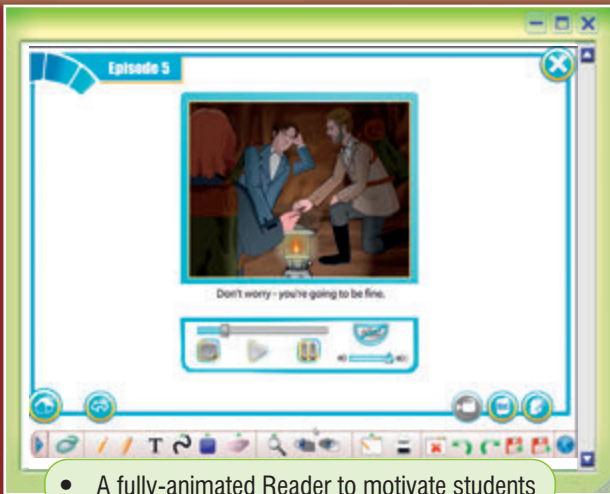 Episode 5
Don't worry - you're going to be fine.
T
• A fully-animated Reader to motivate students